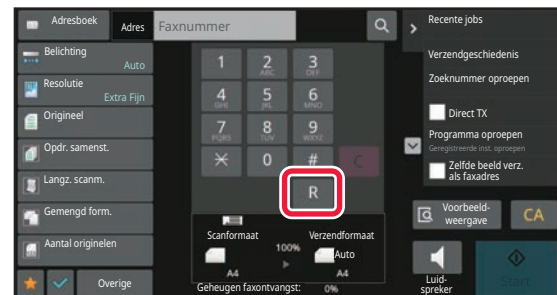 Adresboek
Adres
Faxnummer
Belichting
Auto
Resolutie
Extra Fijn
Origineel
Opdr. samenst.
Langz. scanm.
Gemengd form.
Aantal originelen
Overige
1
2
ABC
3
DEF
4
GHI
5
JKL
6
MNO
7
PQRS
8
TUV
9
WXYZ
0
#
C
R
Scanformaat
100%
Verzendformaat
Auto
A4
A4
Geheugen faxontvangst: 0%
Recente jobs
Verzendgeschiedenis
Zoeknummer oproepen
Direct TX
Programma oproepen
Geregistreerde inst. oproepen
Zelfde beeld verz.
als faxadres
Voorbeeld-
weergave
CA
Luid-
spreker
Start